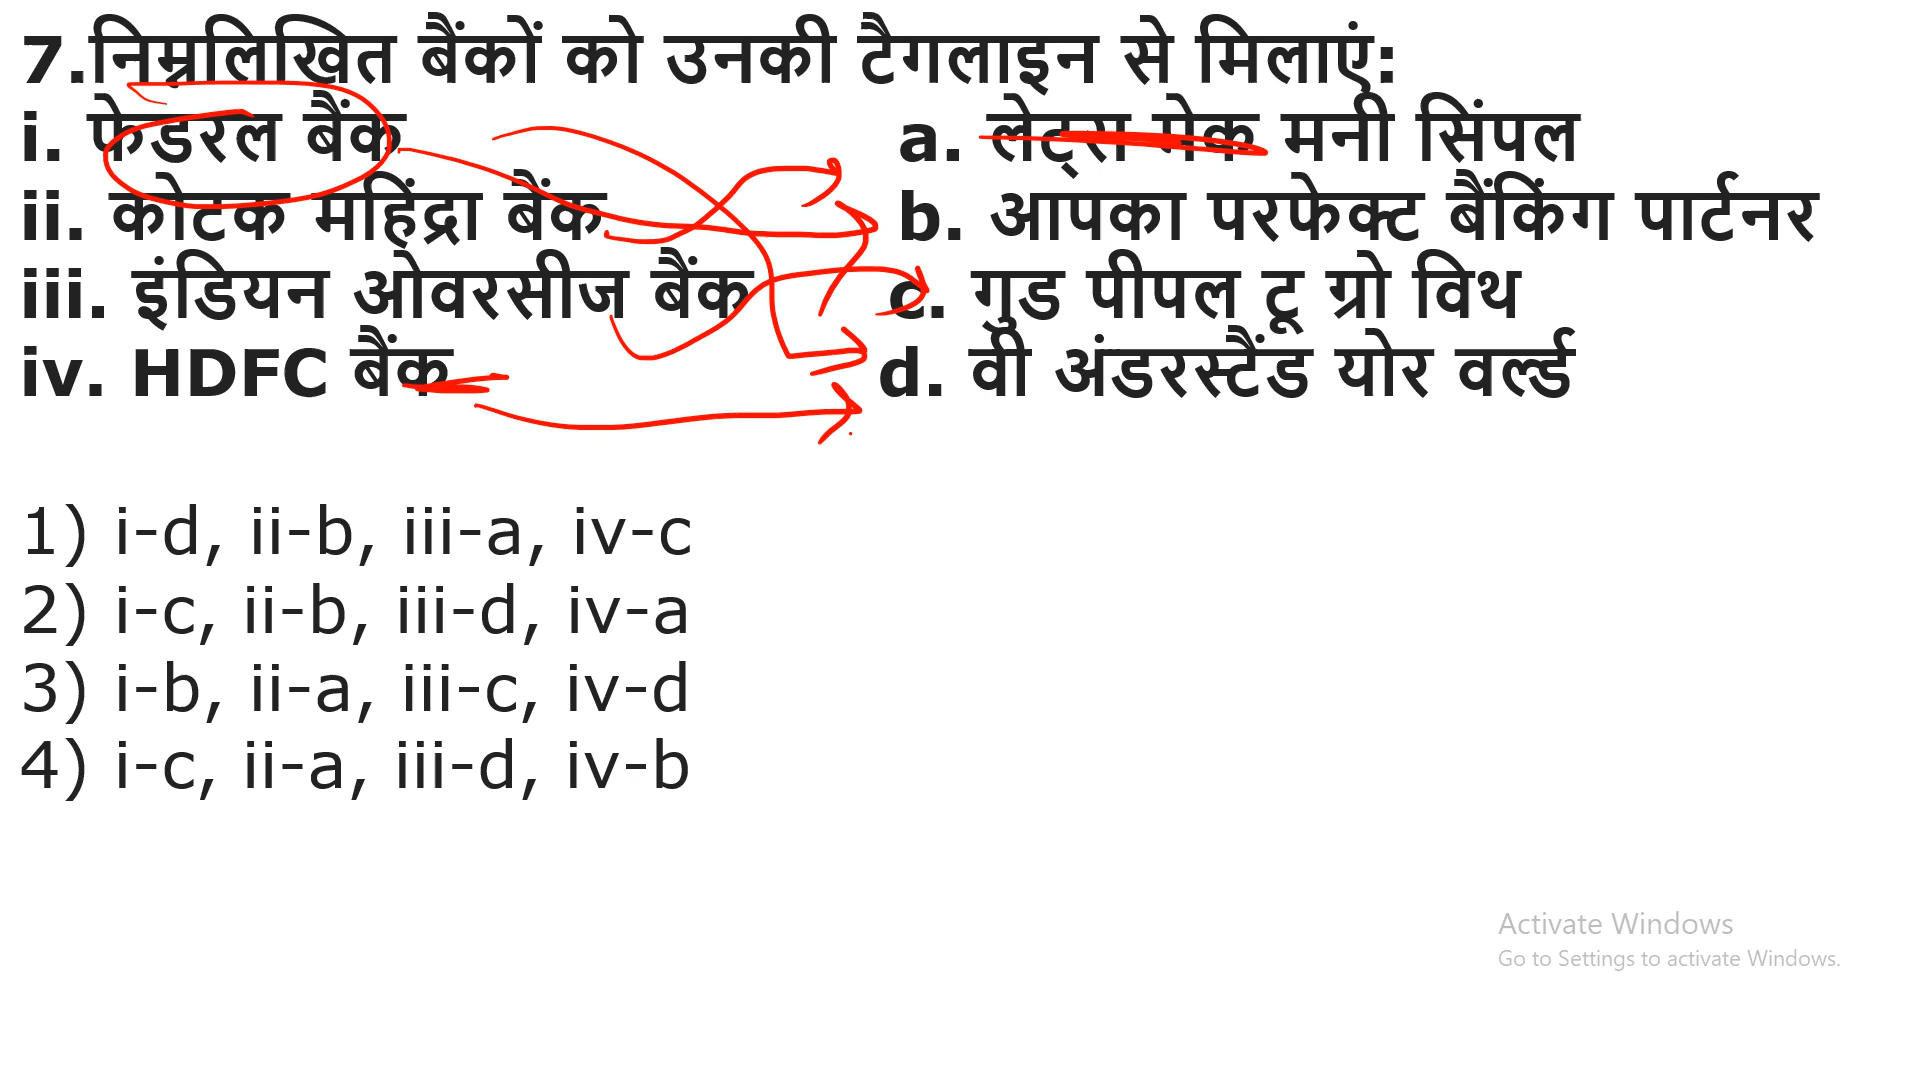 7.निम्नलिखित बैंकों को उनकी टैगलाइन से मिलाएं:
i. फेडरल बैंक a. लेट्स मेक मनी सिंपल
ii. कोटक महिंद्रा बैंक b. आपका परफेक्ट बैंकिंग पार्टनर
iii. इंडियन ओवरसीज बैंक c. गुड पीपल टू ग्रो विथ
iv. HDFC बैंक d. वी अंडरस्टैंड योर वर्ल्ड
1) i-d, ii-b, iii-a, iv-c
2) i-c, ii-b, iii-d, iv-a
3) i-b, ii-a, iii-c, iv-d
4) i-c, ii-a, iii-d, iv-b
Activate Windows
Go to Settings to activate Windows.